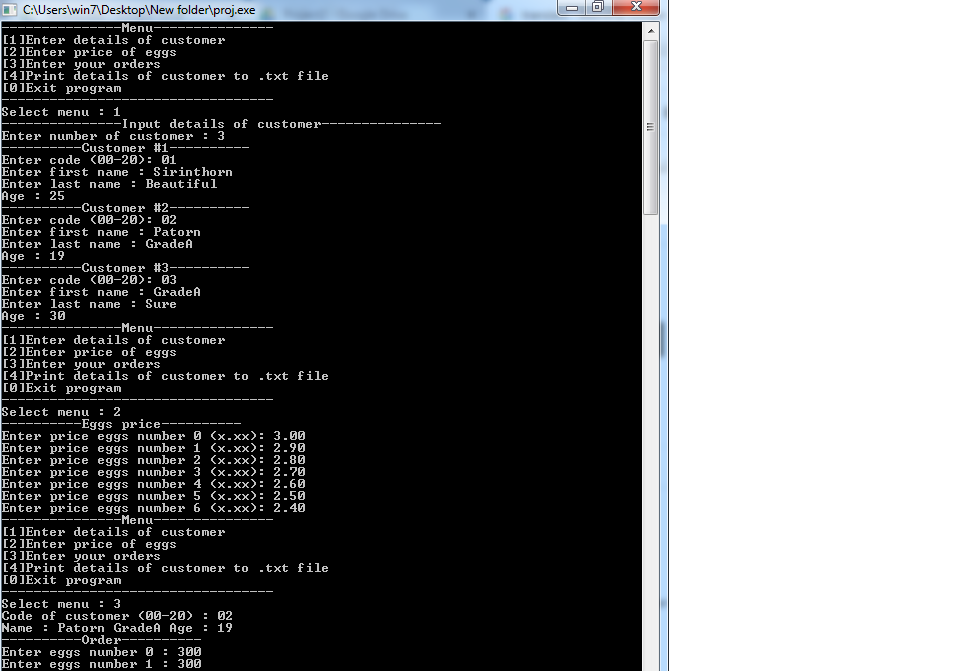 C:\Users\win7\Desktop\New folder\proj.exe
---------------Menu---------------
[1]Enter details of customer
[2]Enter price of eggs
[3]Enter your orders
[4]Print details of customer to .txt file
[0]Exit program
----------------------------------
Select menu : 1
---------------Input details of customer---------------
Enter number of customer : 3
----------Customer #1----------
Enter code (00-20): 01
Enter first name : Sirinthorn
Enter last name : Beautiful
Age : 25
----------Customer #2----------
Enter code (00-20): 02
Enter first name : Patorn
Enter last name : GradeA
Age : 19
----------Customer #3----------
Enter code (00-20): 03
Enter first name : GradeA
Enter last name : Sure
Age : 30
---------------Menu---------------
[1]Enter details of customer
[2]Enter price of eggs
[3]Enter your orders
[4]Print details of customer to .txt file
[0]Exit program
----------------------------------
Select menu : 2
----------Eggs price----------
Enter price eggs number 0 (x.xx): 3.00
Enter price eggs number 1 (x.xx): 2.90
Enter price eggs number 2 (x.xx): 2.80
Enter price eggs number 3 (x.xx): 2.70
Enter price eggs number 4 (x.xx): 2.60
Enter price eggs number 5 (x.xx): 2.50
Enter price eggs number 6 (x.xx): 2.40
---------------Menu---------------
[1]Enter details of customer
[2]Enter price of eggs
[3]Enter your orders
[4]Print details of customer to .txt file
[0]Exit program
----------------------------------
Select menu : 3
Code of customer (00-20) : 02
Name : Patorn GradeA Age : 19
----------Order----------
Enter eggs number 0 : 300
Enter eggs number 1 : 300